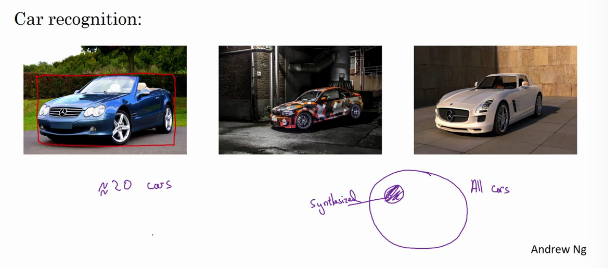 Car recognition:
≈20 cars
Synthesized
All cars
Andrew Ng